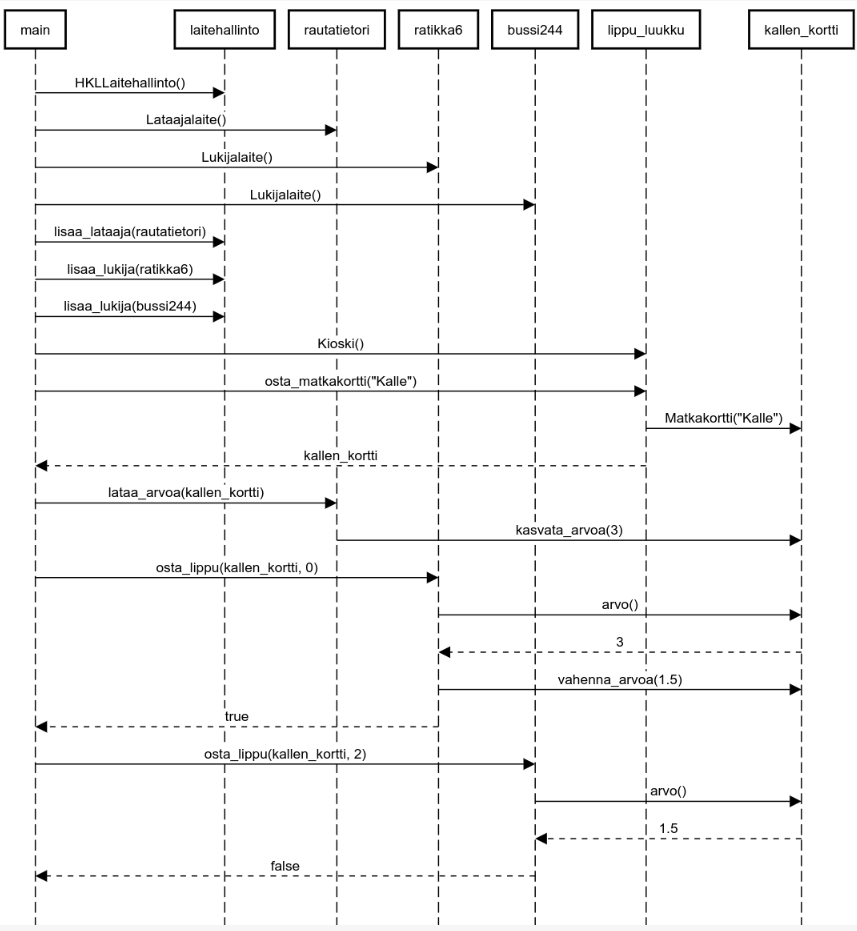 main laitehallinto rautatietori ratikka6 bussi244 lippu_luukku kallen_kortti
HKLLaitehallinto()
Lataajalaite()
Lukijalaite()
Lukijalaite()
lisaa_lataaja(rautatietori)
lisaa_lukija(ratikka6)
lisaa_lukija(bussi244)
Kioski()
osta_matkakortti("Kalle")
Matkakortti("Kalle")
kallen_kortti
lataa_arvoa(kallen_kortti)
kasvata_arvoa(3)
osta_lippu(kallen_kortti, 0)
arvo()
3
vahenna_arvoa(1.5)
true
osta_lippu(kallen_kortti, 2)
arvo()
1.5
false